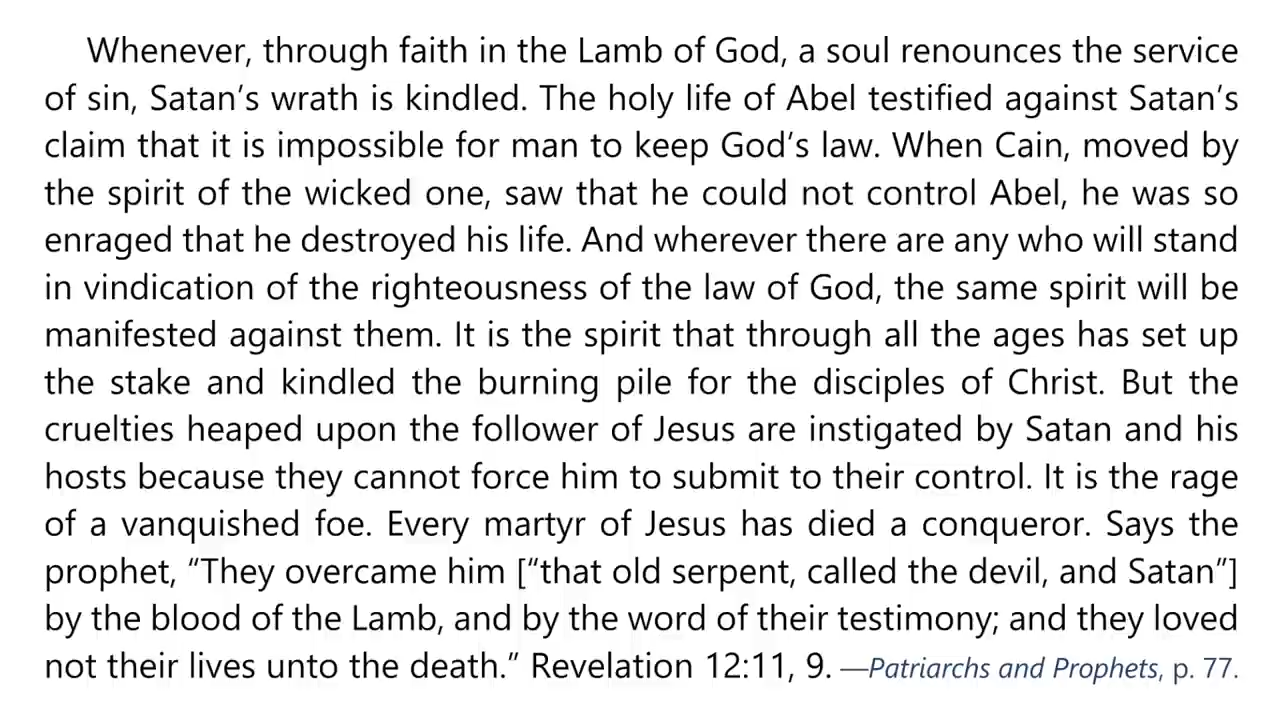 Whenever, through faith in the Lamb of God, a soul renounces the service
of sin, Satan’s wrath is kindled. The holy life of Abel testified against Satan’s
claim that it is impossible for man to keep God’s law. When Cain, moved by
the spirit of the wicked one, saw that he could not control Abel, he was so
enraged that he destroyed his life. And wherever there are any who will stand
in vindication of the righteousness of the law of God, the same spirit will be
manifested against them. It is the spirit that through all the ages has set up
the stake and kindled the burning pile for the disciples of Christ. But the
cruelties heaped upon the follower of Jesus are instigated by Satan and his
hosts because they cannot force him to submit to their control. It is the rage
of a vanquished foe. Every martyr of Jesus has died a conqueror. Says the
prophet, “They overcame him [“that old serpent, called the devil, and Satan”]
by the blood of the Lamb, and by the word of their testimony; and they loved
not their lives unto the death.” Revelation 12:11, 9. —Patriarchs and Prophets, p. 77.